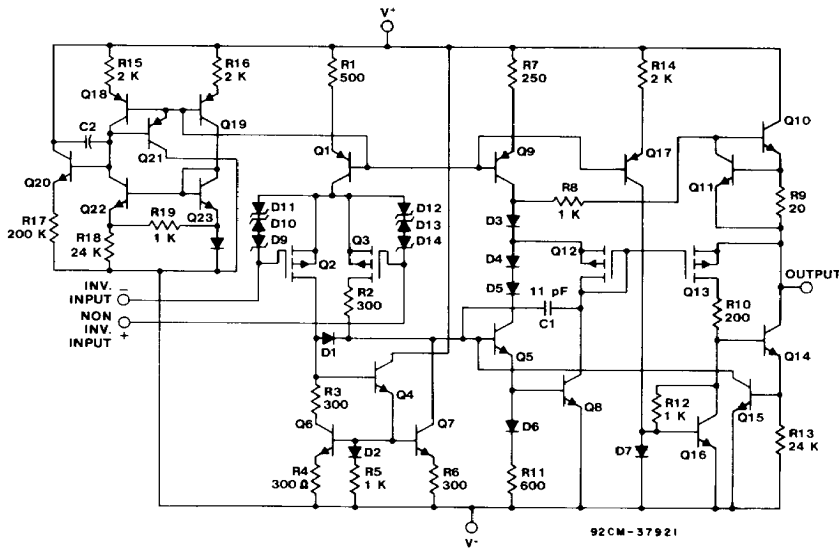 V+
R15
2 K
R16
2 K
R1
500
R7
250
R14
2 K
Q18
Q19
Q10
C2
Q21
Q1
Q9
Q17
Q20
Q11
Q22
R19
1 K
Q23
D11
D10
D9
D12
D13
D14
D3
R8
1 K
R9
20
R17
200 K
R18
24 K
Q2
Q3
D4
Q12
Q13
OUTPUT
INV. −
INPUT
R2
300
D5
11 pF
C1
R10
200
NON
INV. +
INPUT
D1
Q5
Q14
Q4
R3
300
Q8
R12
1 K
Q15
Q6
Q7
D6
D2
D7
Q16
R13
24 K
R4
300 Ω
R5
1 K
R6
300
R11
600
V-
92CM-37921